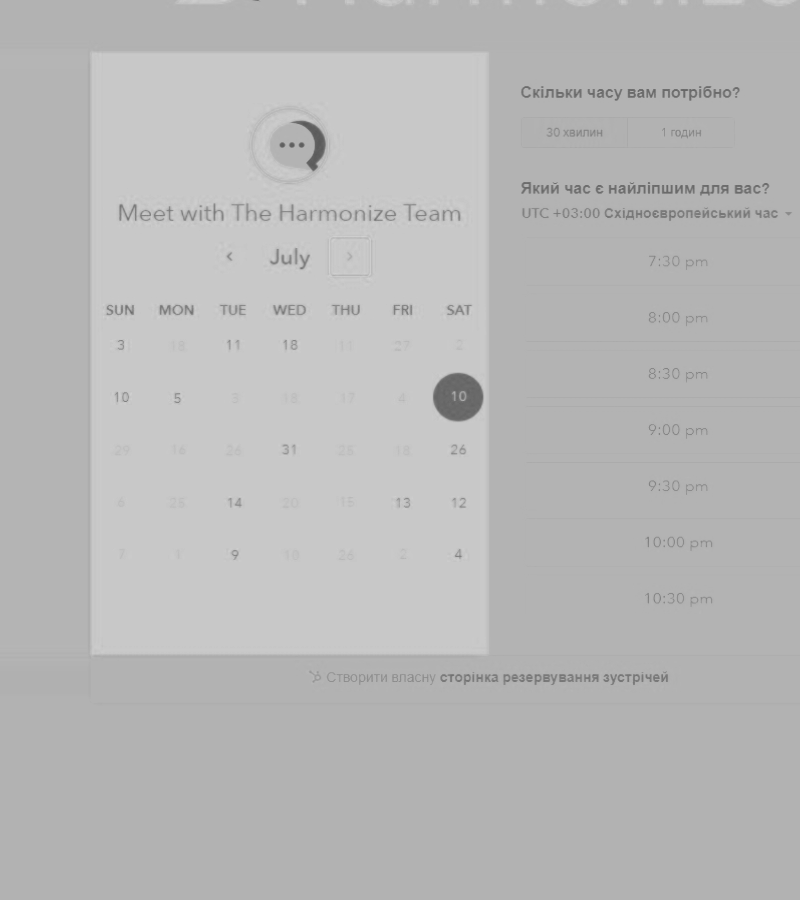 Meet with The Harmonize Team
July
SUN MON TUE WED THU FRI SAT
3 18 11 18 11 27 2
10 5 3 18 17 4 10
29 16 26 31 28 18 26
6 28 14 20 15 13 12
7 1 9 10 26 2 4
Скільки часу вам потрібно?
30 хвилин 1 годин
Який час є найліпшим для вас?
UTC +03:00 Східноєвропейський час
7:30 pm
8:00 pm
8:30 pm
9:00 pm
9:30 pm
10:00 pm
10:30 pm
Створити власну сторінка резервування зустрічей